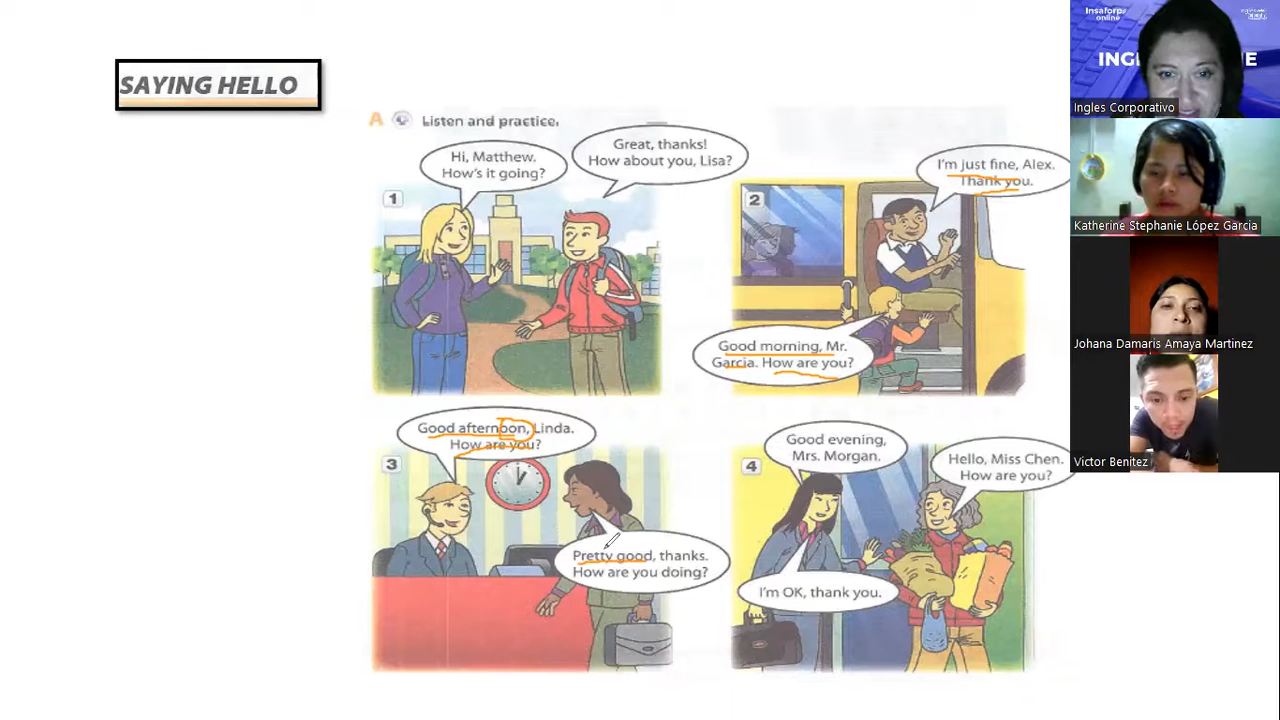 SAYING HELLO
A Listen and practice.
1
Hi, Matthew.
How's it going?
Great, thanks!
How about you, Lisa?
2
I'm just fine, Alex.
Thank you.
Good morning, Mr.
Garcia. How are you?
3
Good afternoon, Linda.
How are you?
Pretty good, thanks.
How are you doing?
4
Good evening,
Mrs. Morgan.
Hello, Miss Chen.
How are you?
I'm OK, thank you.
Insaforp
online
Ingles Corporativo
Katherine Stephanie López Garcia
Johana Damaris Amaya Martinez
Victor Benitez